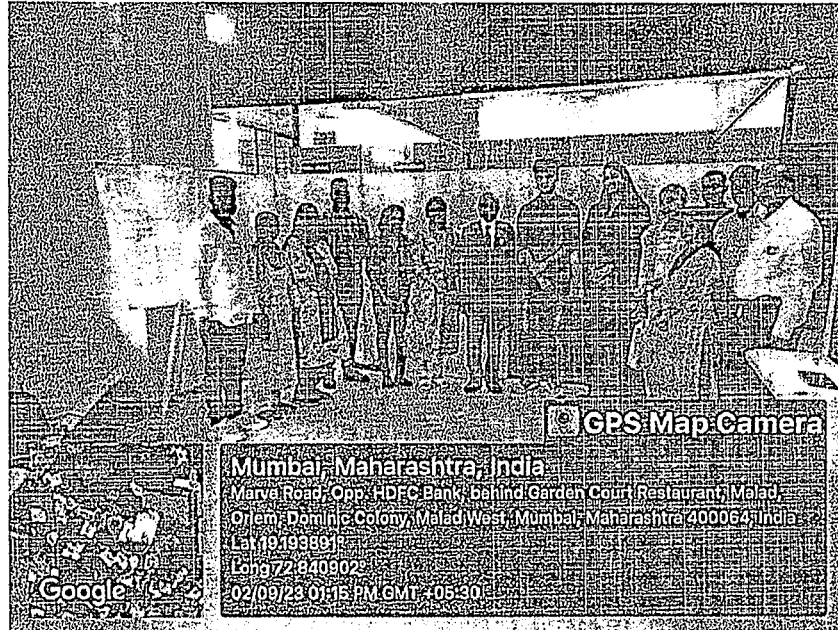 GPS Map Camera
Mumbai, Maharashtra, India
Marve Road, Opp. HDFC Bank, behind Garden Court Restaurant, Malad,
Orlem, Dominic Colony, Malad West, Mumbai, Maharashtra 400064, India
Lat 19.193891°
Long 72.840902°
02/09/23 01:15 PM GMT +05:30
Google